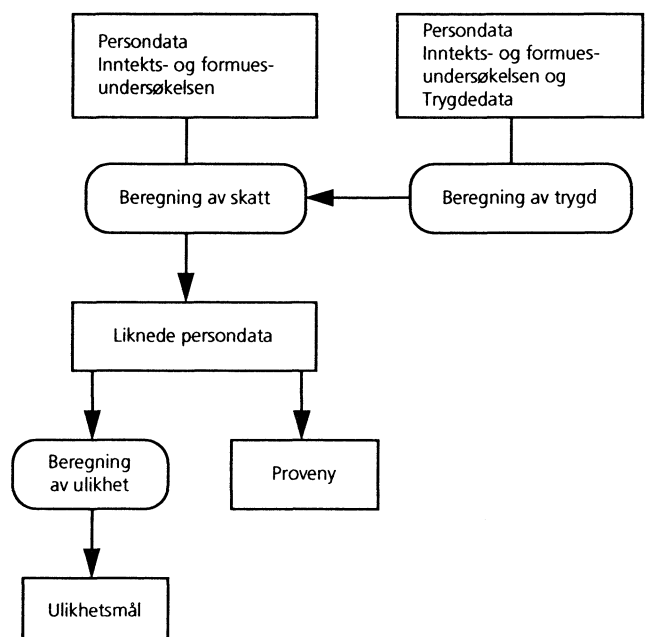 Persondata
Inntekts- og formues-
undersøkelsen
Persondata
Inntekts- og formues-
undersøkelsen og
Trygdedata
Beregning av skatt
Beregning av trygd
Liknede persondata
Beregning
av ulikhet
Proveny
Ulikhetsmål